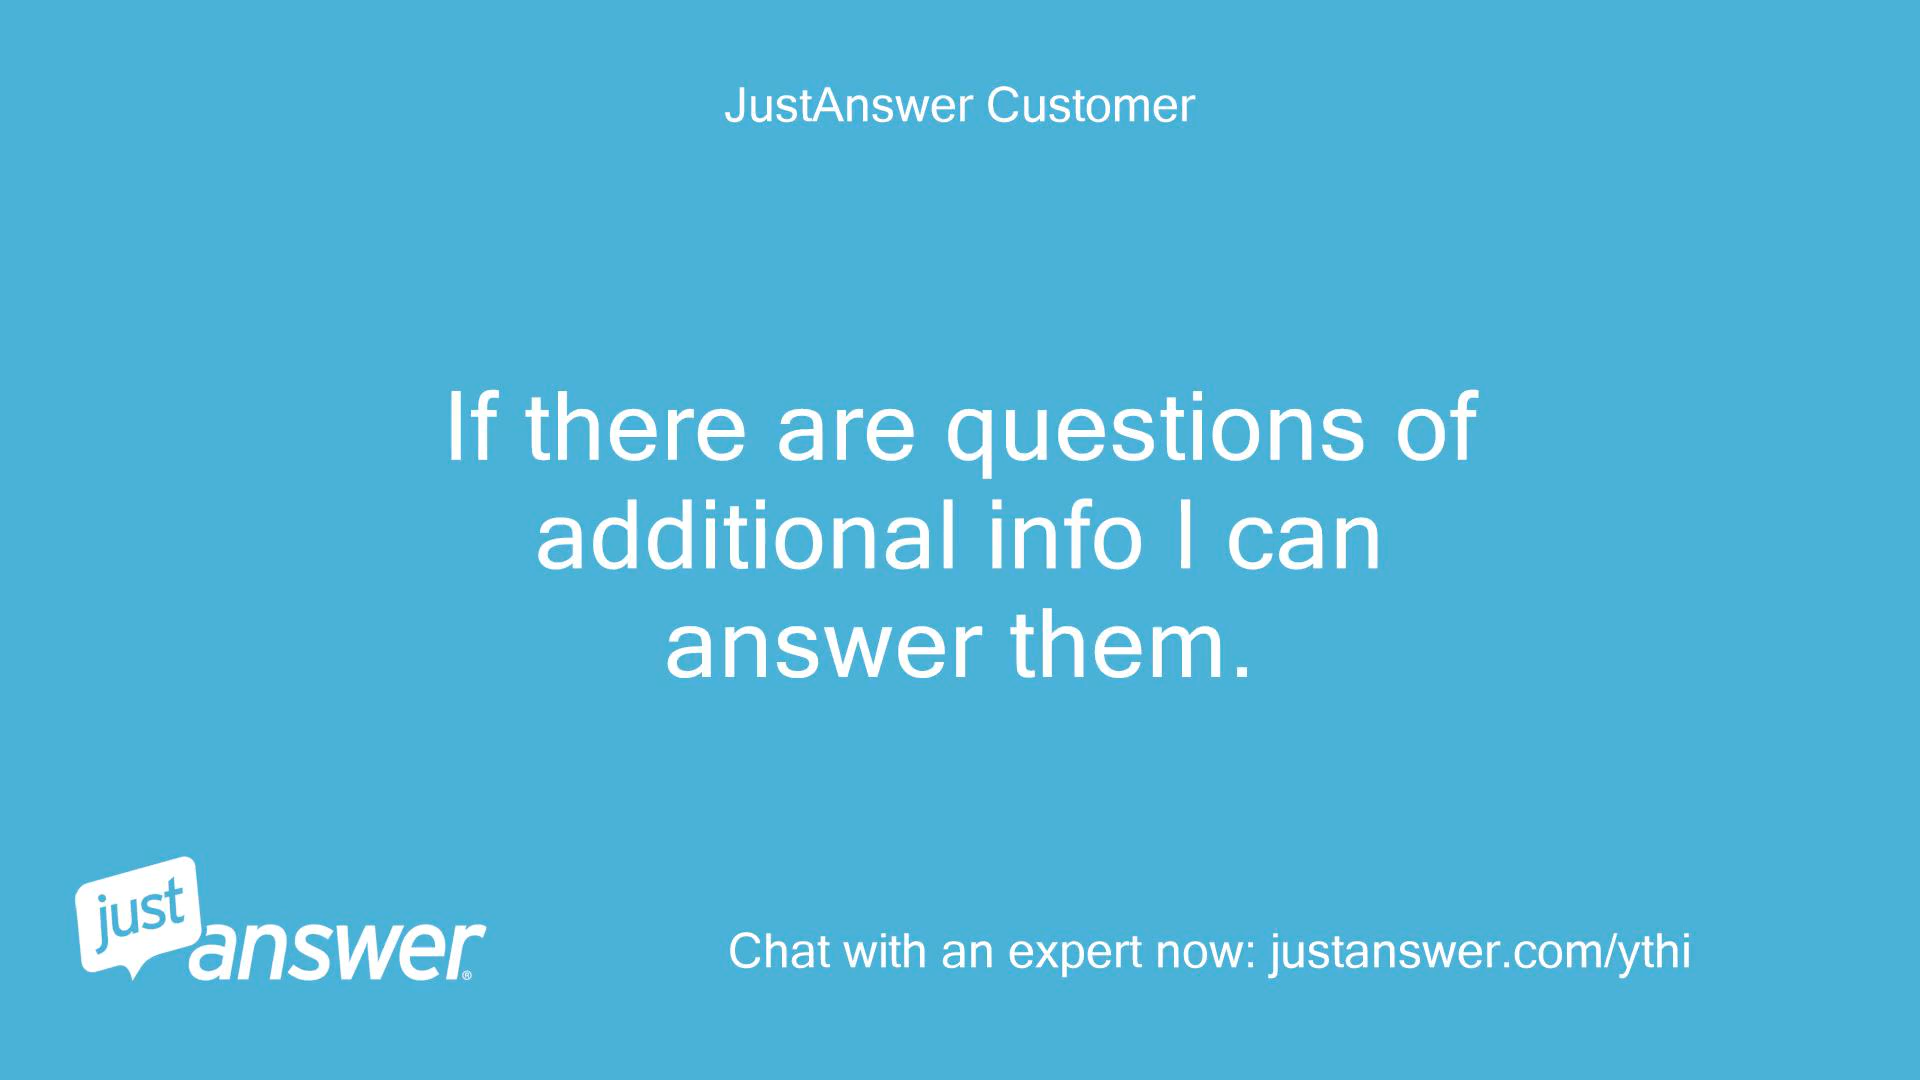 JustAnswer Customer
If there are questions of
additional info I can
answer them.
just
answer®
Chat with an expert now: justanswer.com/ythi